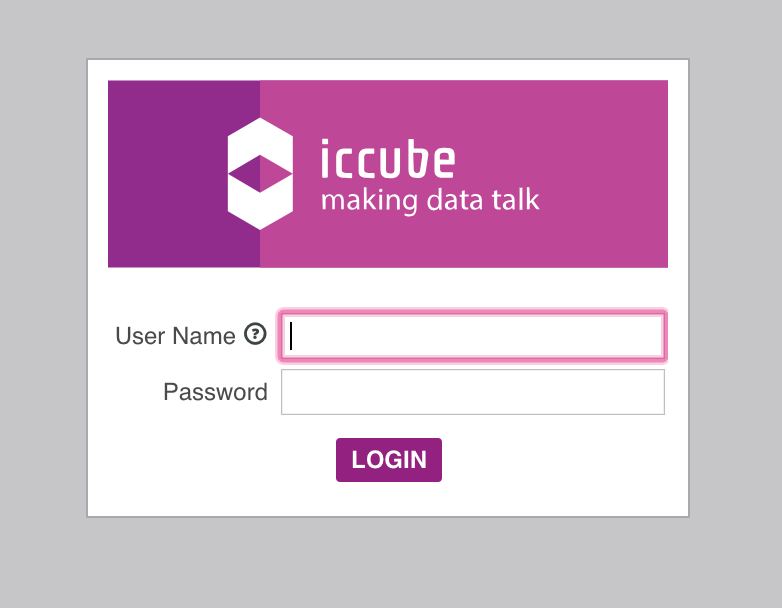 iccube
making data talk
User Name ?
Password
LOGIN